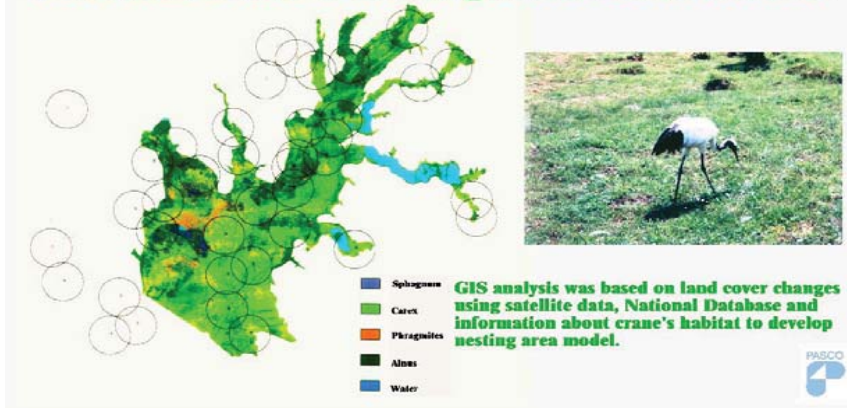 Sphagnum
Carex
Phragmites
Alnus
Water
GIS analysis was based on land cover changes
using satellite data, National Database and
information about crane's habitat to develop
nesting area model.
PASCO